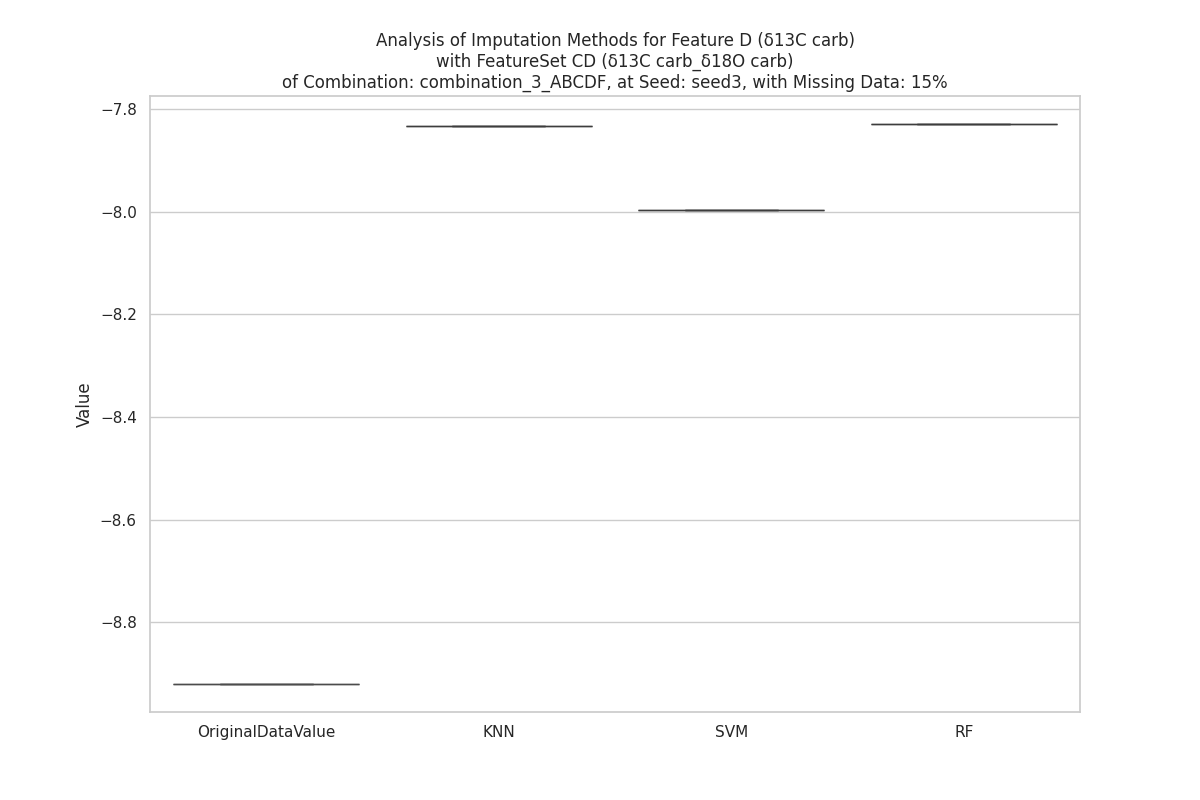 Analysis of Imputation Methods for Feature D (δ13C carb)
with FeatureSet CD (δ13C carb_δ18O carb)
of Combination: combination_3_ABCDF, at Seed: seed3, with Missing Data: 15%
−7.8
−8.0
−8.2
−8.4
−8.6
−8.8
Value
OriginalDataValue
KNN
SVM
RF